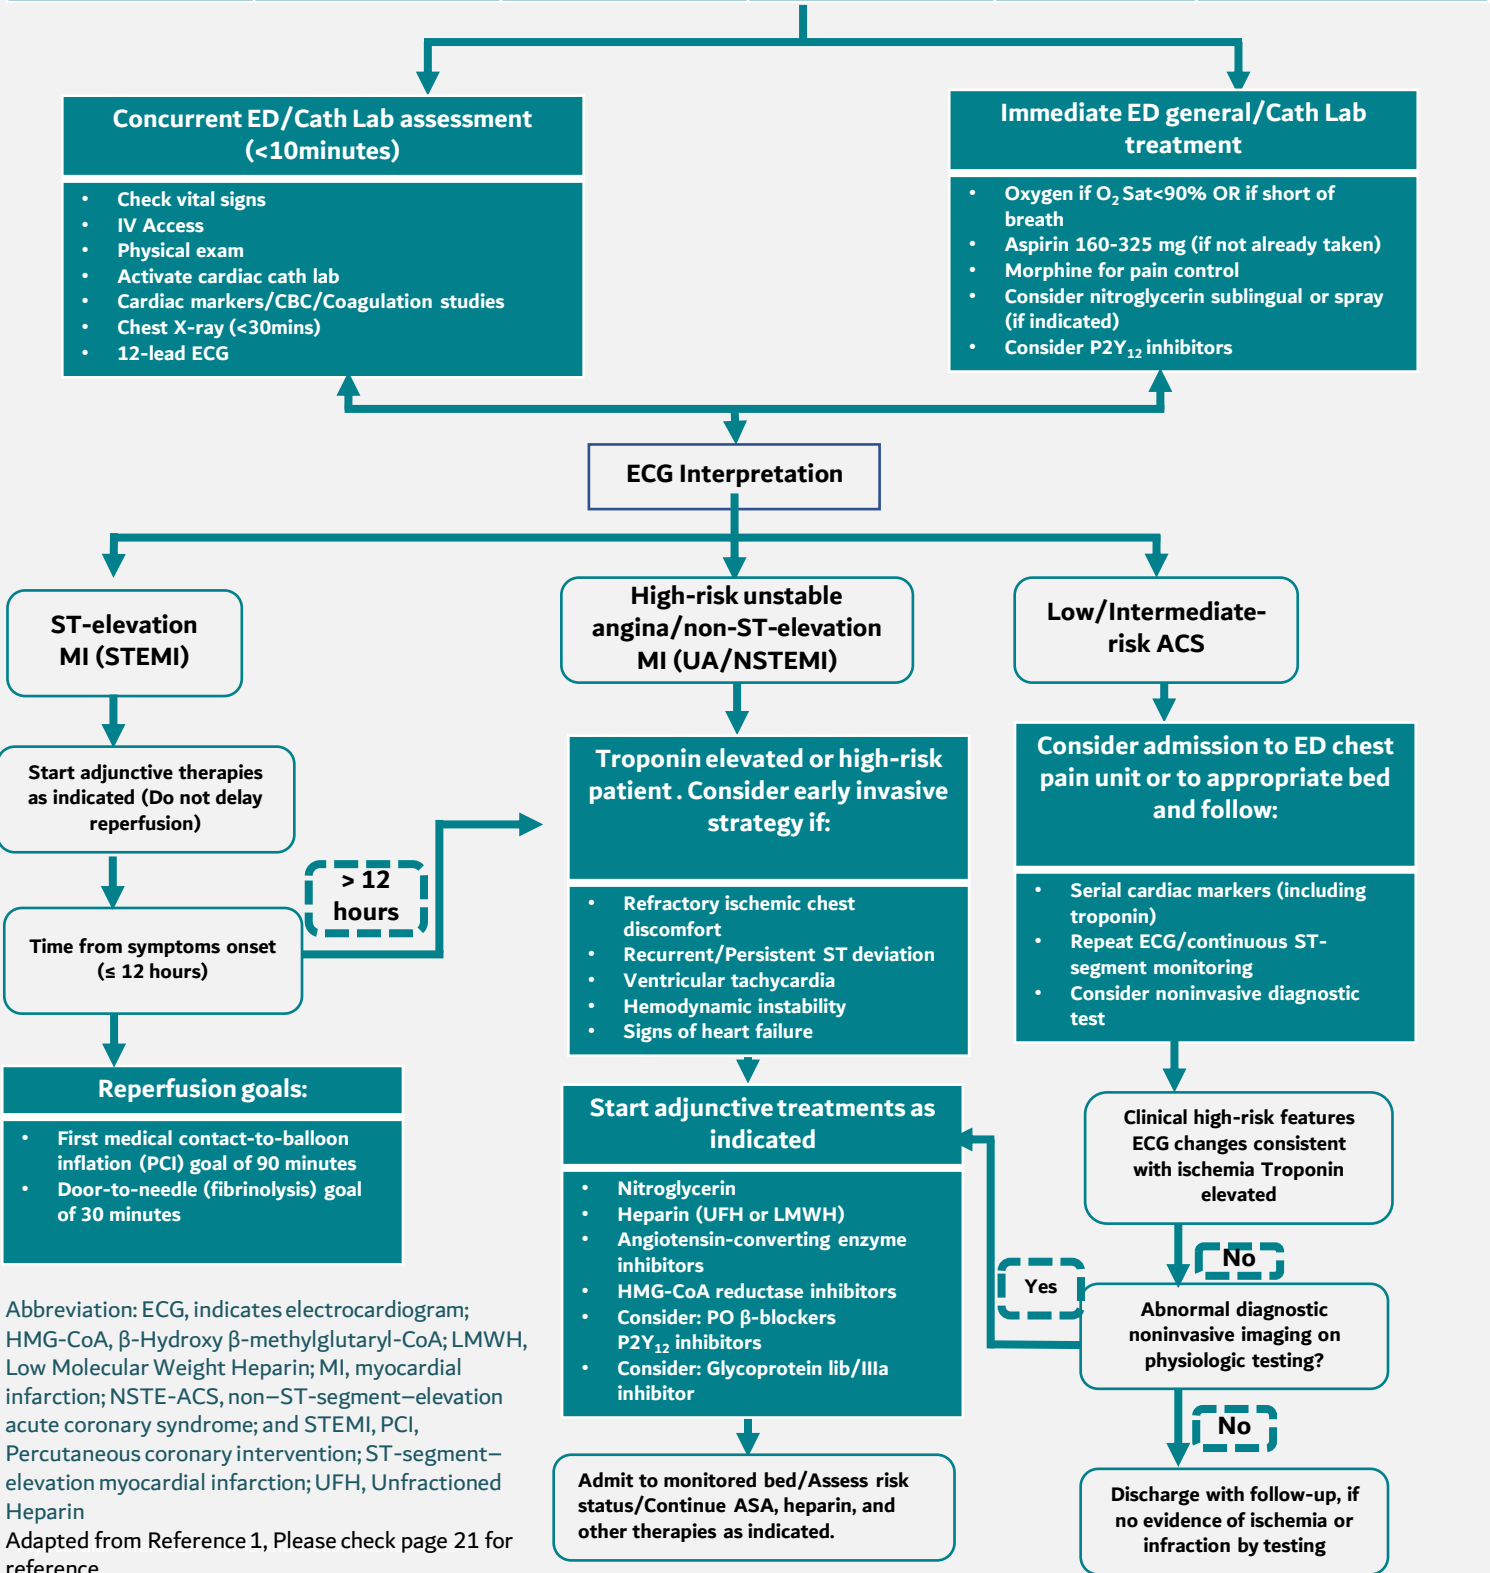 Concurrent ED/Cath Lab assessment
(<10minutes)
• Check vital signs
• IV Access
• Physical exam
• Activate cardiac cath lab
• Cardiac markers/CBC/Coagulation studies
• Chest X-ray (<30mins)
• 12-lead ECG
Immediate ED general/Cath Lab
treatment
• Oxygen if O₂ Sat<90% OR if short of
breath
• Aspirin 160-325 mg (if not already taken)
• Morphine for pain control
• Consider nitroglycerin sublingual or spray
(if indicated)
• Consider P2Y₁₂ inhibitors
ECG Interpretation
ST-elevation
MI (STEMI)
High-risk unstable
angina/non-ST-elevation
MI (UA/NSTEMI)
Low/Intermediate-
risk ACS
Start adjunctive therapies
as indicated (Do not delay
reperfusion)
> 12
hours
Time from symptoms onset
(≤ 12 hours)
Reperfusion goals:
• First medical contact-to-balloon
inflation (PCI) goal of 90 minutes
• Door-to-needle (fibrinolysis) goal
of 30 minutes
Troponin elevated or high-risk
patient . Consider early invasive
strategy if:
• Refractory ischemic chest
discomfort
• Recurrent/Persistent ST deviation
• Ventricular tachycardia
• Hemodynamic instability
• Signs of heart failure
Start adjunctive treatments as
indicated
• Nitroglycerin
• Heparin (UFH or LMWH)
• Angiotensin-converting enzyme
inhibitors
• HMG-CoA reductase inhibitors
• Consider: PO β-blockers
P2Y₁₂ inhibitors
• Consider: Glycoprotein lib/IIIa
inhibitor
Admit to monitored bed/Assess risk
status/Continue ASA, heparin, and
other therapies as indicated.
Consider admission to ED chest
pain unit or to appropriate bed
and follow:
• Serial cardiac markers (including
troponin)
• Repeat ECG/continuous ST-
segment monitoring
• Consider noninvasive diagnostic
test
Clinical high-risk features
ECG changes consistent
with ischemia Troponin
elevated
No
Yes
Abnormal diagnostic
noninvasive imaging on
physiologic testing?
No
Discharge with follow-up, if
no evidence of ischemia or
infraction by testing
Abbreviation: ECG, indicates electrocardiogram;
HMG-CoA, β-Hydroxy β-methylglutaryl-CoA; LMWH,
Low Molecular Weight Heparin; MI, myocardial
infarction; NSTE-ACS, non–ST-segment–elevation
acute coronary syndrome; and STEMI, PCI,
Percutaneous coronary intervention; ST-segment–
elevation myocardial infarction; UFH, Unfractioned
Heparin
Adapted from Reference 1, Please check page 21 for
reference